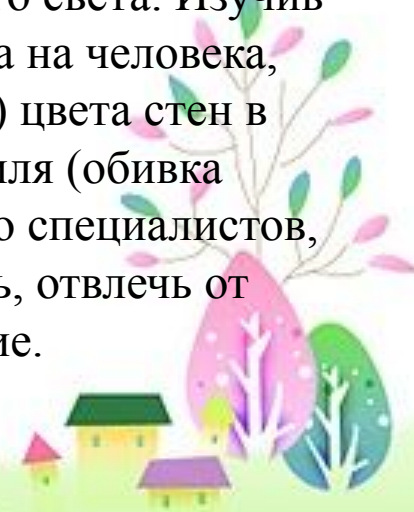 о света. Изучив
а на человека,
) цвета стен в
иля (обивка
о специалистов,
ь, отвлечь от
ие.